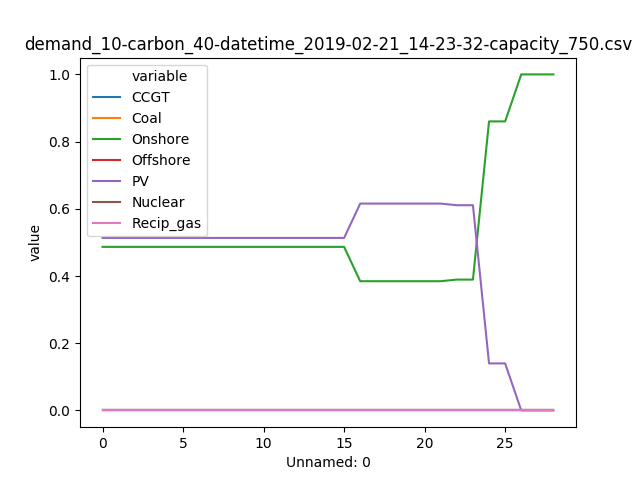 demand_10-carbon_40-datetime_2019-02-21_14-23-32-capacity_750.csv
variable
CCGT
Coal
Onshore
Offshore
PV
Nuclear
Recip_gas
1.0
0.8
0.6
0.4
0.2
0.0
value
0 5 10 15 20 25
Unnamed: 0